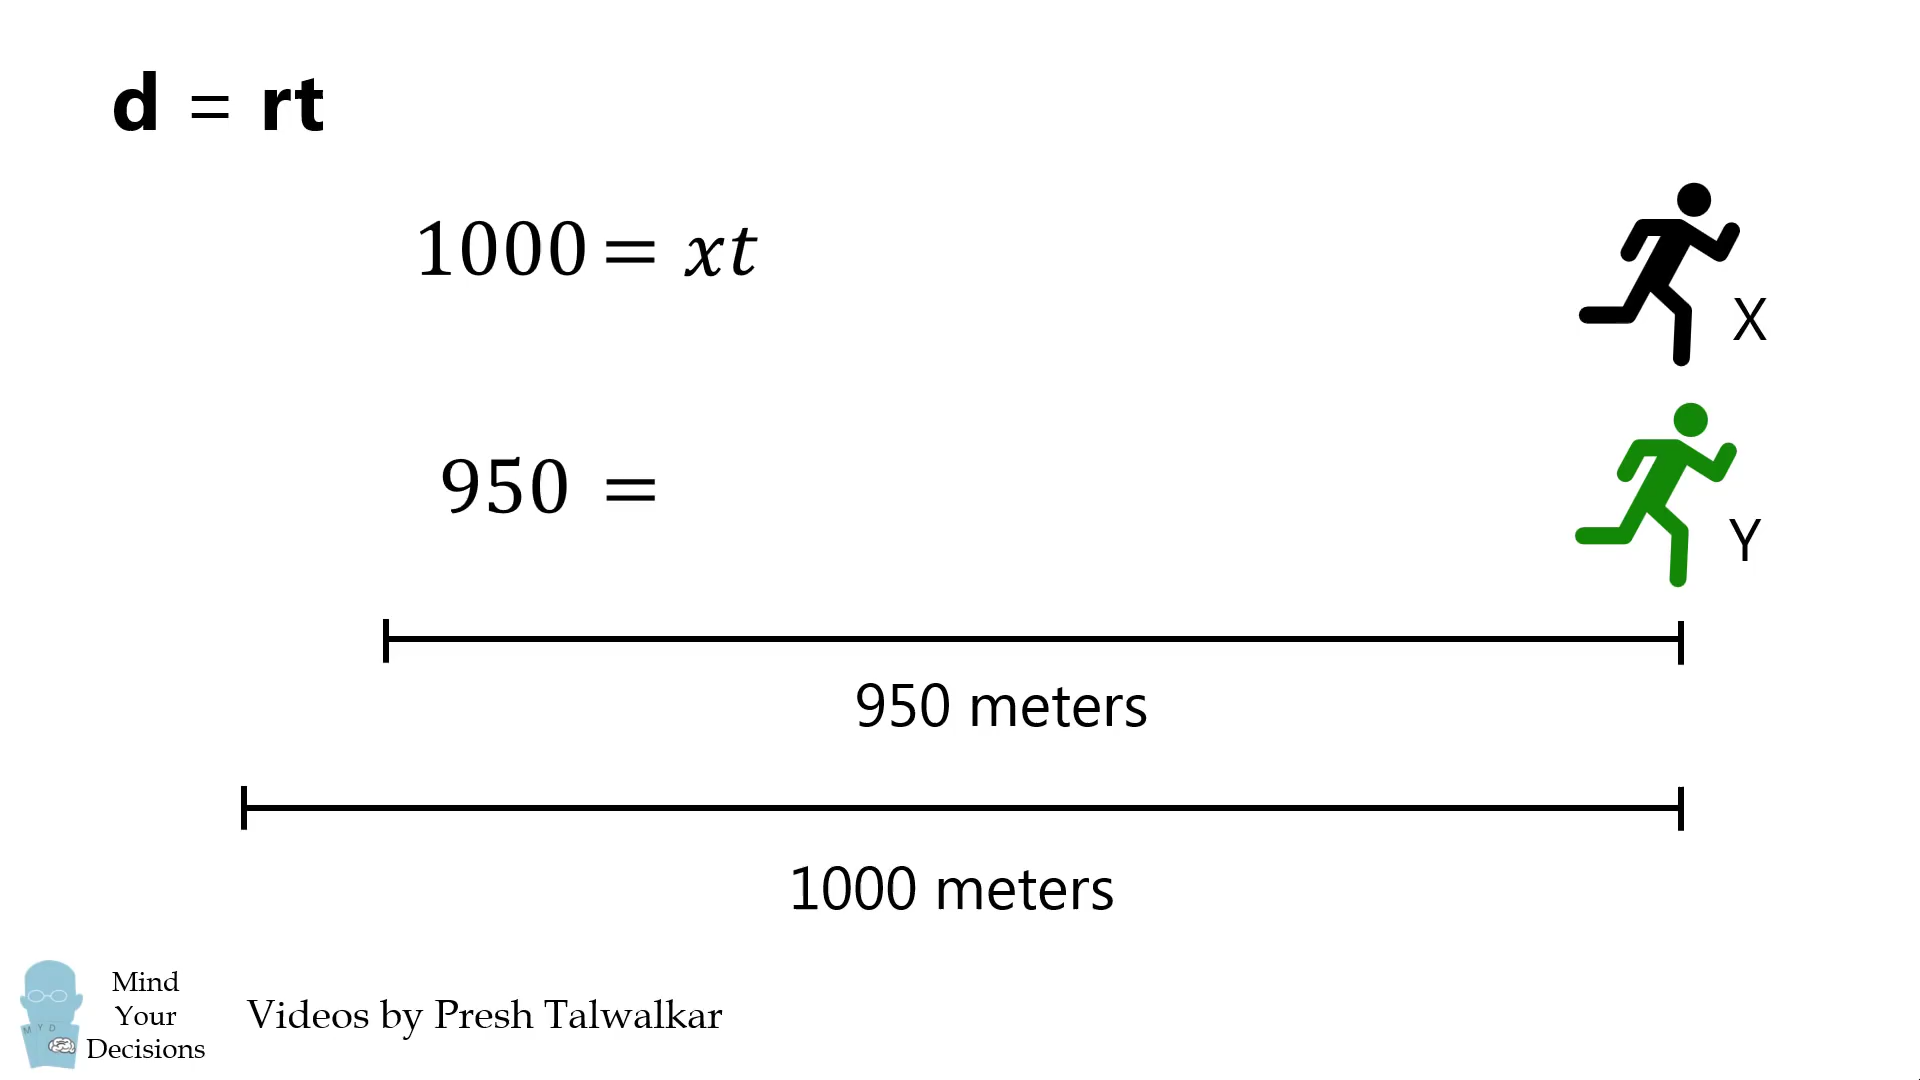 d = rt
1000 = xt
X
950 =
Y
950 meters
1000 meters
M Y D
Mind
Your
Decisions
Videos by Presh Talwalkar